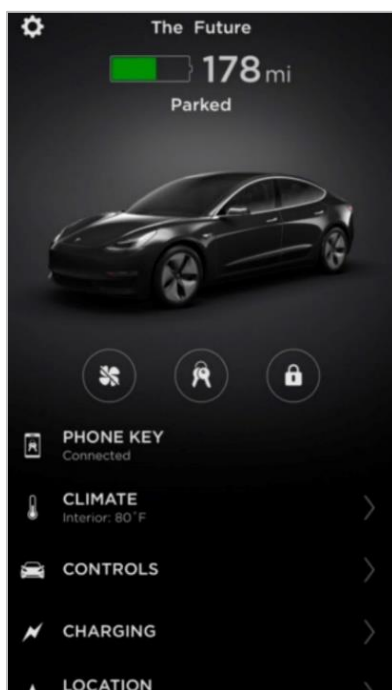 The Future
178 mi
Parked
PHONE KEY
Connected
CLIMATE
Interior: 80°F
CONTROLS
CHARGING
LOCATION